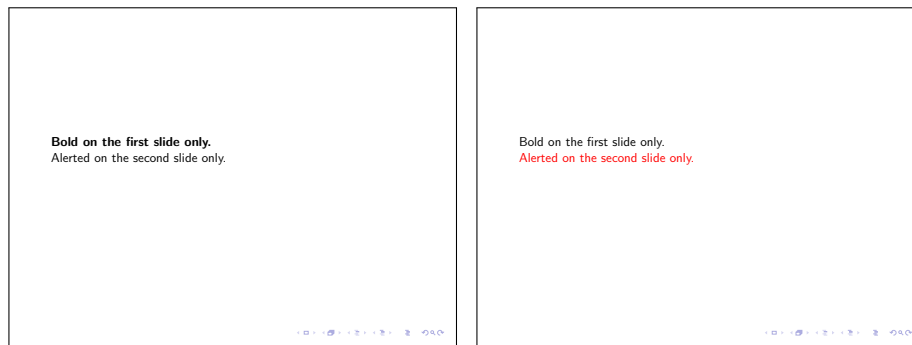 Bold on the first slide only.
Alerted on the second slide only.
Bold on the first slide only.
Alerted on the second slide only.